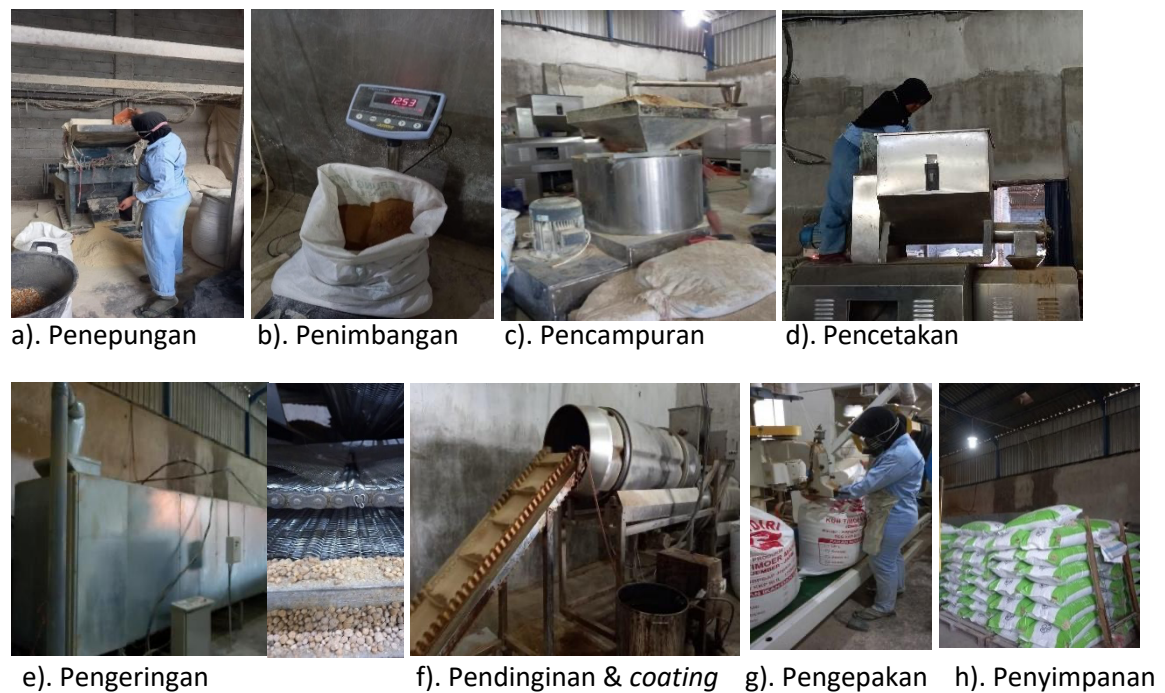 1253
a). Penepungan
b). Penimbangan
c). Pencampuran
d). Pencetakan
e). Pengeringan
f). Pendinginan & coating
g). Pengepakan
h). Penyimpanan